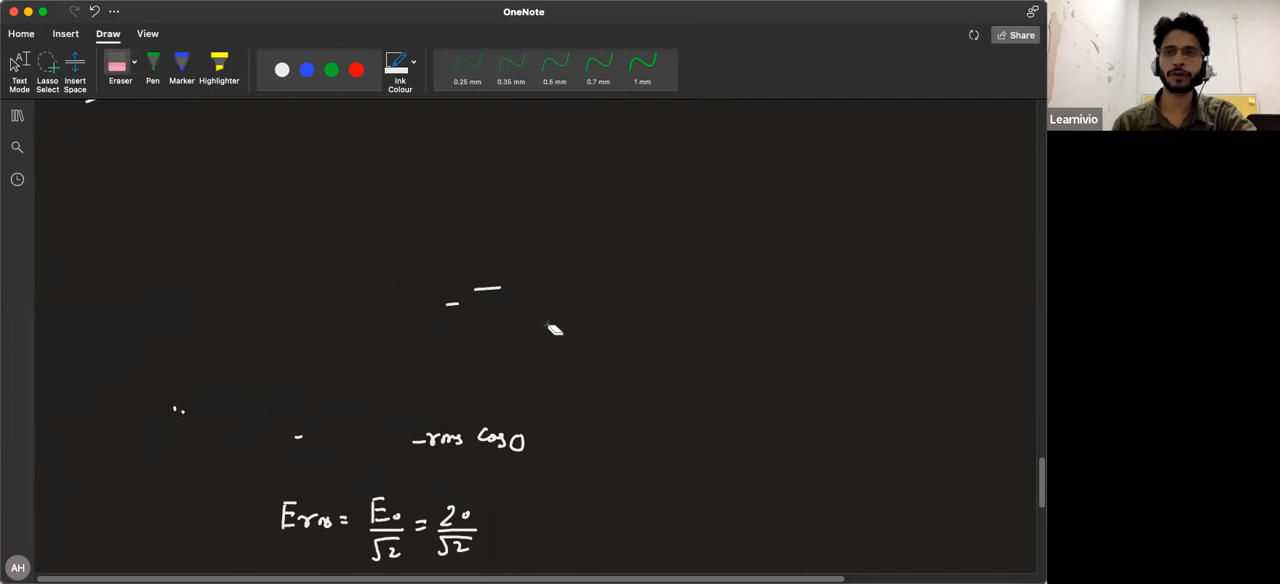 OneNote
Home Insert Draw View
Share
Text Mode
Lasso Select
Insert Space
Eraser
Pen
Marker
Highlighter
Ink Colour
0.25 mm
0.35 mm
0.5 mm
0.7 mm
1 mm
Learnivio
-rms cos0
Erms = E₀/√2 = 20/√2
AH